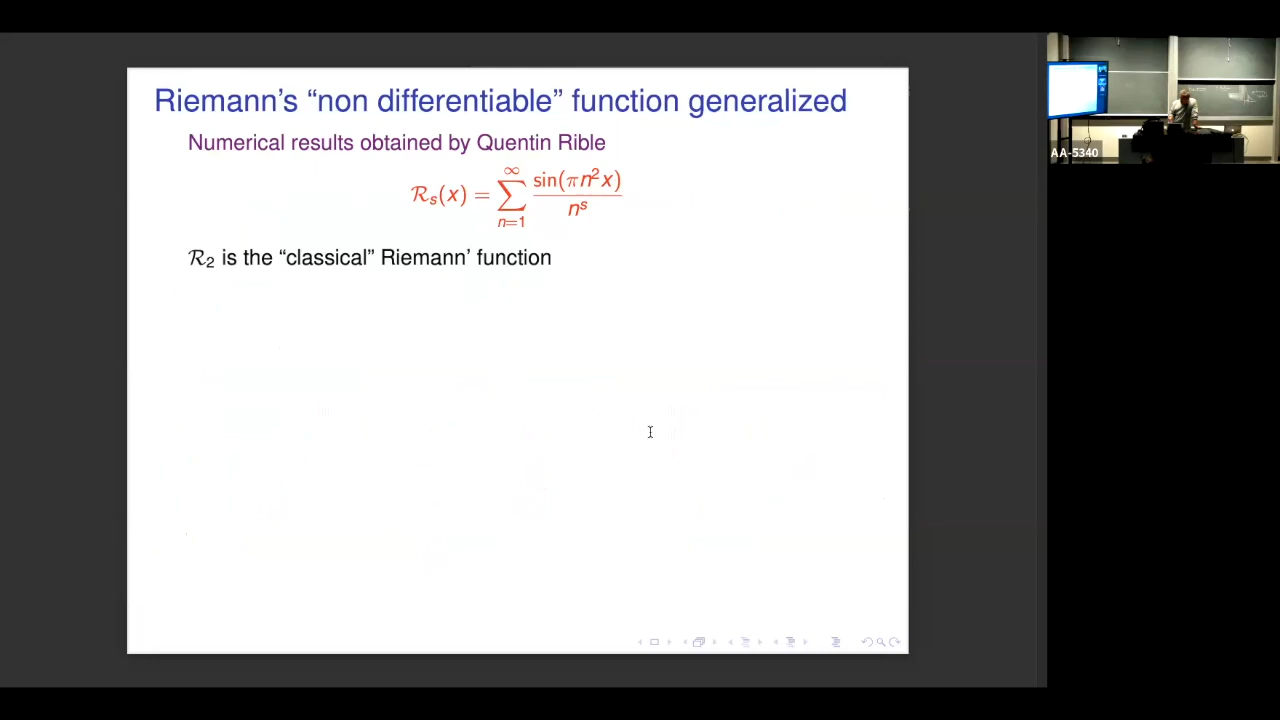 Riemann's “non differentiable” function generalized
Numerical results obtained by Quentin Rible
ℛₛ(x) = ∑_{n=1}^{∞} sin(πn²x) / nˢ
ℛ₂ is the “classical” Riemann' function
AA-5340